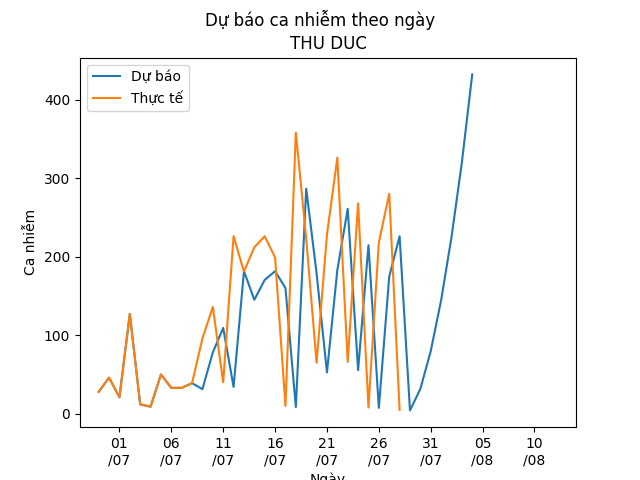 Dự báo ca nhiễm theo ngày
THU DUC
Dự báo
Thực tế
Ca nhiễm
400
300
200
100
0
01 06 11 16 21 26 31 05 10
/07 /07 /07 /07 /07 /07 /07 /08 /08
Ngày